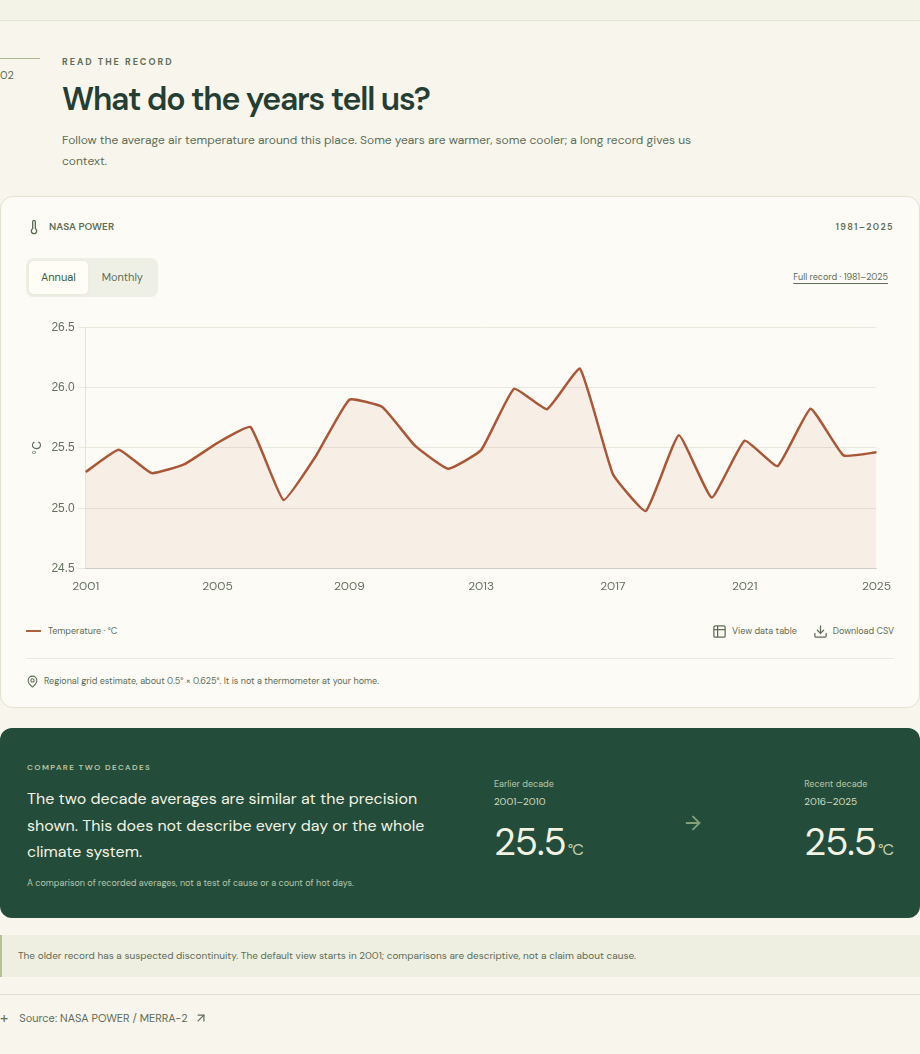 02
READ THE RECORD
What do the years tell us?
Follow the average air temperature around this place. Some years are warmer, some cooler; a long record gives us
context.
NASA POWER
1981–2025
Annual
Monthly
Full record · 1981–2025
26.5
26.0
25.5
25.0
24.5
°C
2001
2005
2009
2013
2017
2021
2025
Temperature · °C
View data table
Download CSV
Regional grid estimate, about 0.5° × 0.625°. It is not a thermometer at your home.
COMPARE TWO DECADES
The two decade averages are similar at the precision
shown. This does not describe every day or the whole
climate system.
A comparison of recorded averages, not a test of cause or a count of hot days.
Earlier decade
2001–2010
25.5°C
→
Recent decade
2016–2025
25.5°C
The older record has a suspected discontinuity. The default view starts in 2001; comparisons are descriptive, not a claim about cause.
+ Source: NASA POWER / MERRA-2 ↗